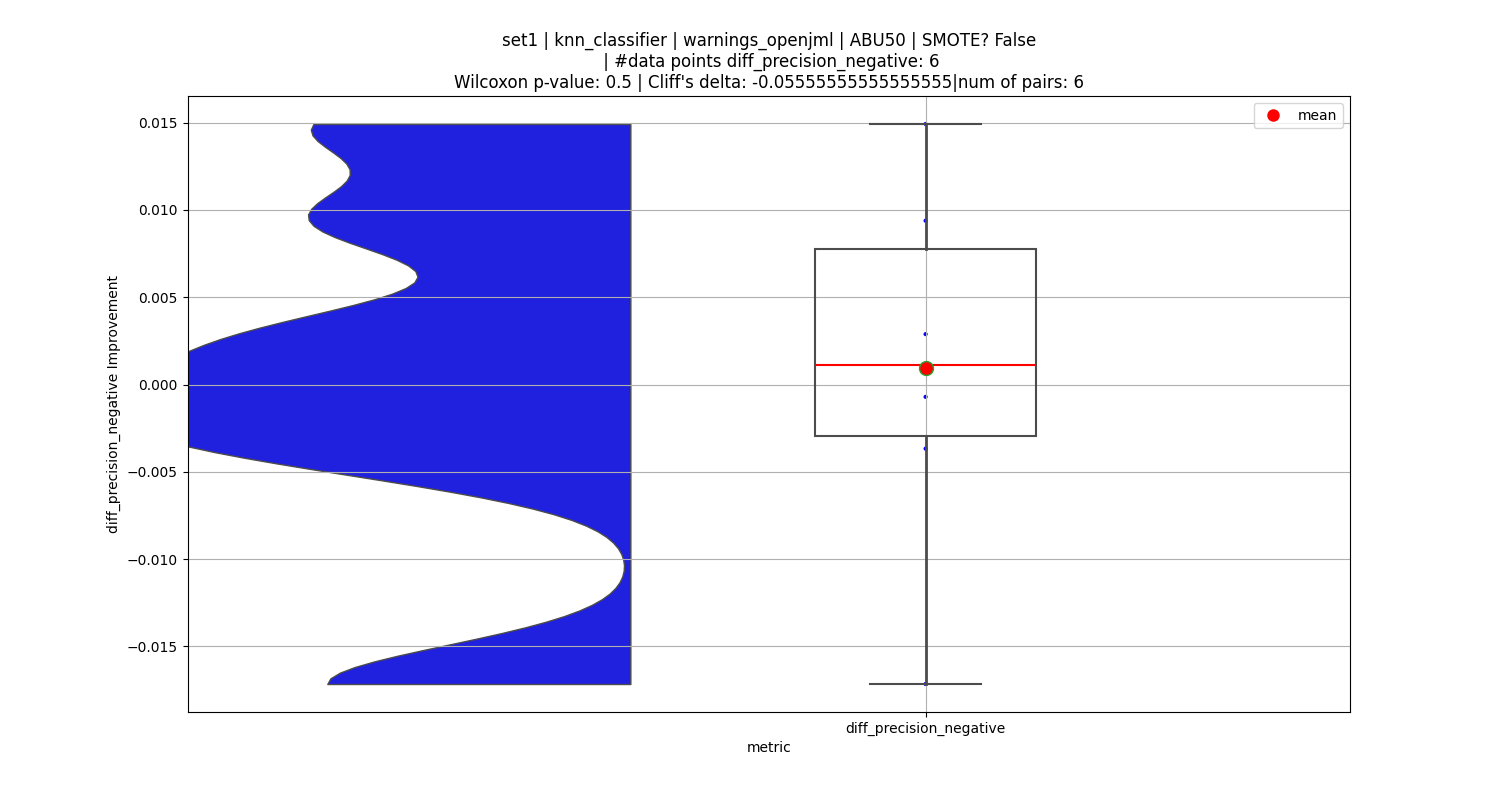 set1 | knn_classifier | warnings_openjml | ABU50 | SMOTE? False
| #data points diff_precision_negative: 6
Wilcoxon p-value: 0.5 | Cliff's delta: -0.05555555555555555|num of pairs: 6
mean
0.015
0.010
0.005
0.000
−0.005
−0.010
−0.015
diff_precision_negative Improvement
diff_precision_negative
metric